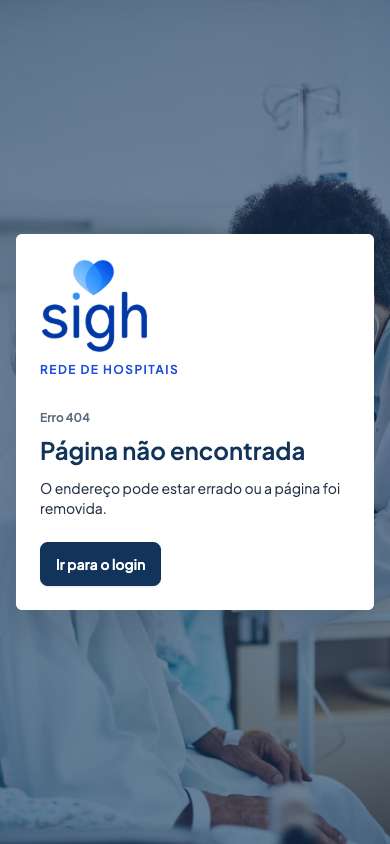 sigh
REDE DE HOSPITAIS
Erro 404
Página não encontrada
O endereço pode estar errado ou a página foi
removida.
Ir para o login